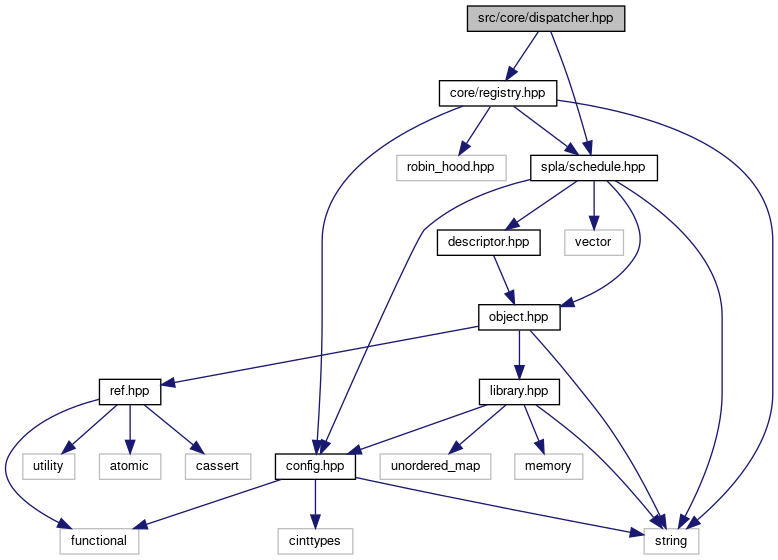 src/core/dispatcher.hpp
core/registry.hpp
robin_hood.hpp
spla/schedule.hpp
descriptor.hpp
vector
object.hpp
ref.hpp
library.hpp
utility
atomic
cassert
config.hpp
unordered_map
memory
functional
cinttypes
string